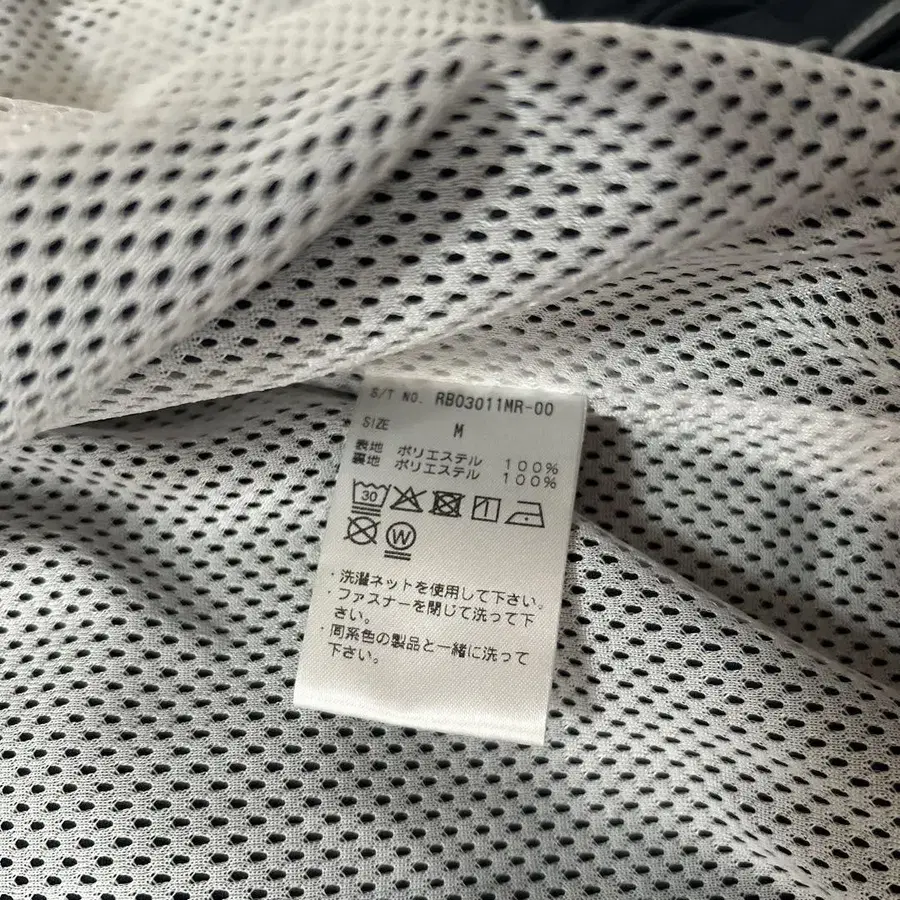 S/T NO. RB03011MR-00
SIZE M
表地 ポリエステル 100%
裏地 ポリエステル 100%
30
W
・洗濯ネットを使用して下さい。
・ファスナーを閉じて洗って下
さい。
・同系色の製品と一緒に洗って
下さい。